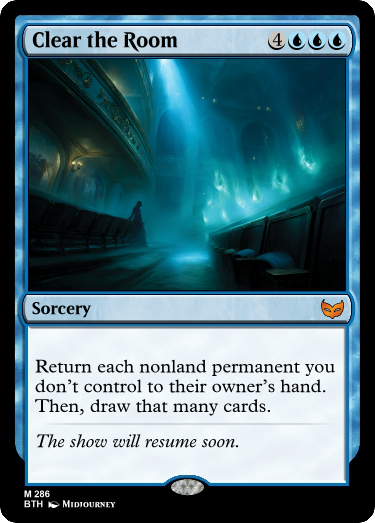 Clear the Room 4
Sorcery
Return each nonland permanent you
don't control to their owner's hand.
Then, draw that many cards.
The show will resume soon.
M 286
BTH Midjourney